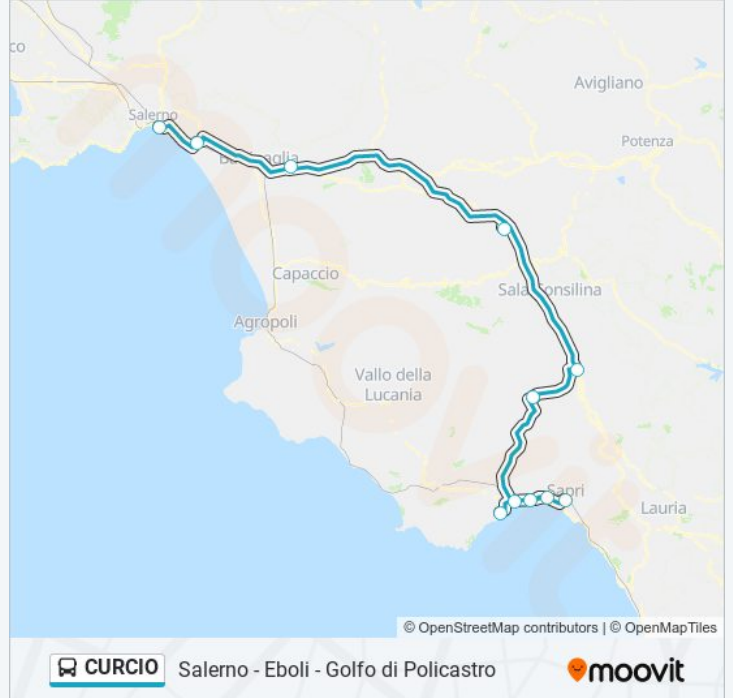 co
Avigliano
Salerno
Potenza
Capaccio
Sala Consilina
Agropoli
Vallo della
Lucania
Sapri
Lauria
© OpenStreetMap contributors | © OpenMapTiles
CURCIO Salerno - Eboli - Golfo di Policastro
moovit